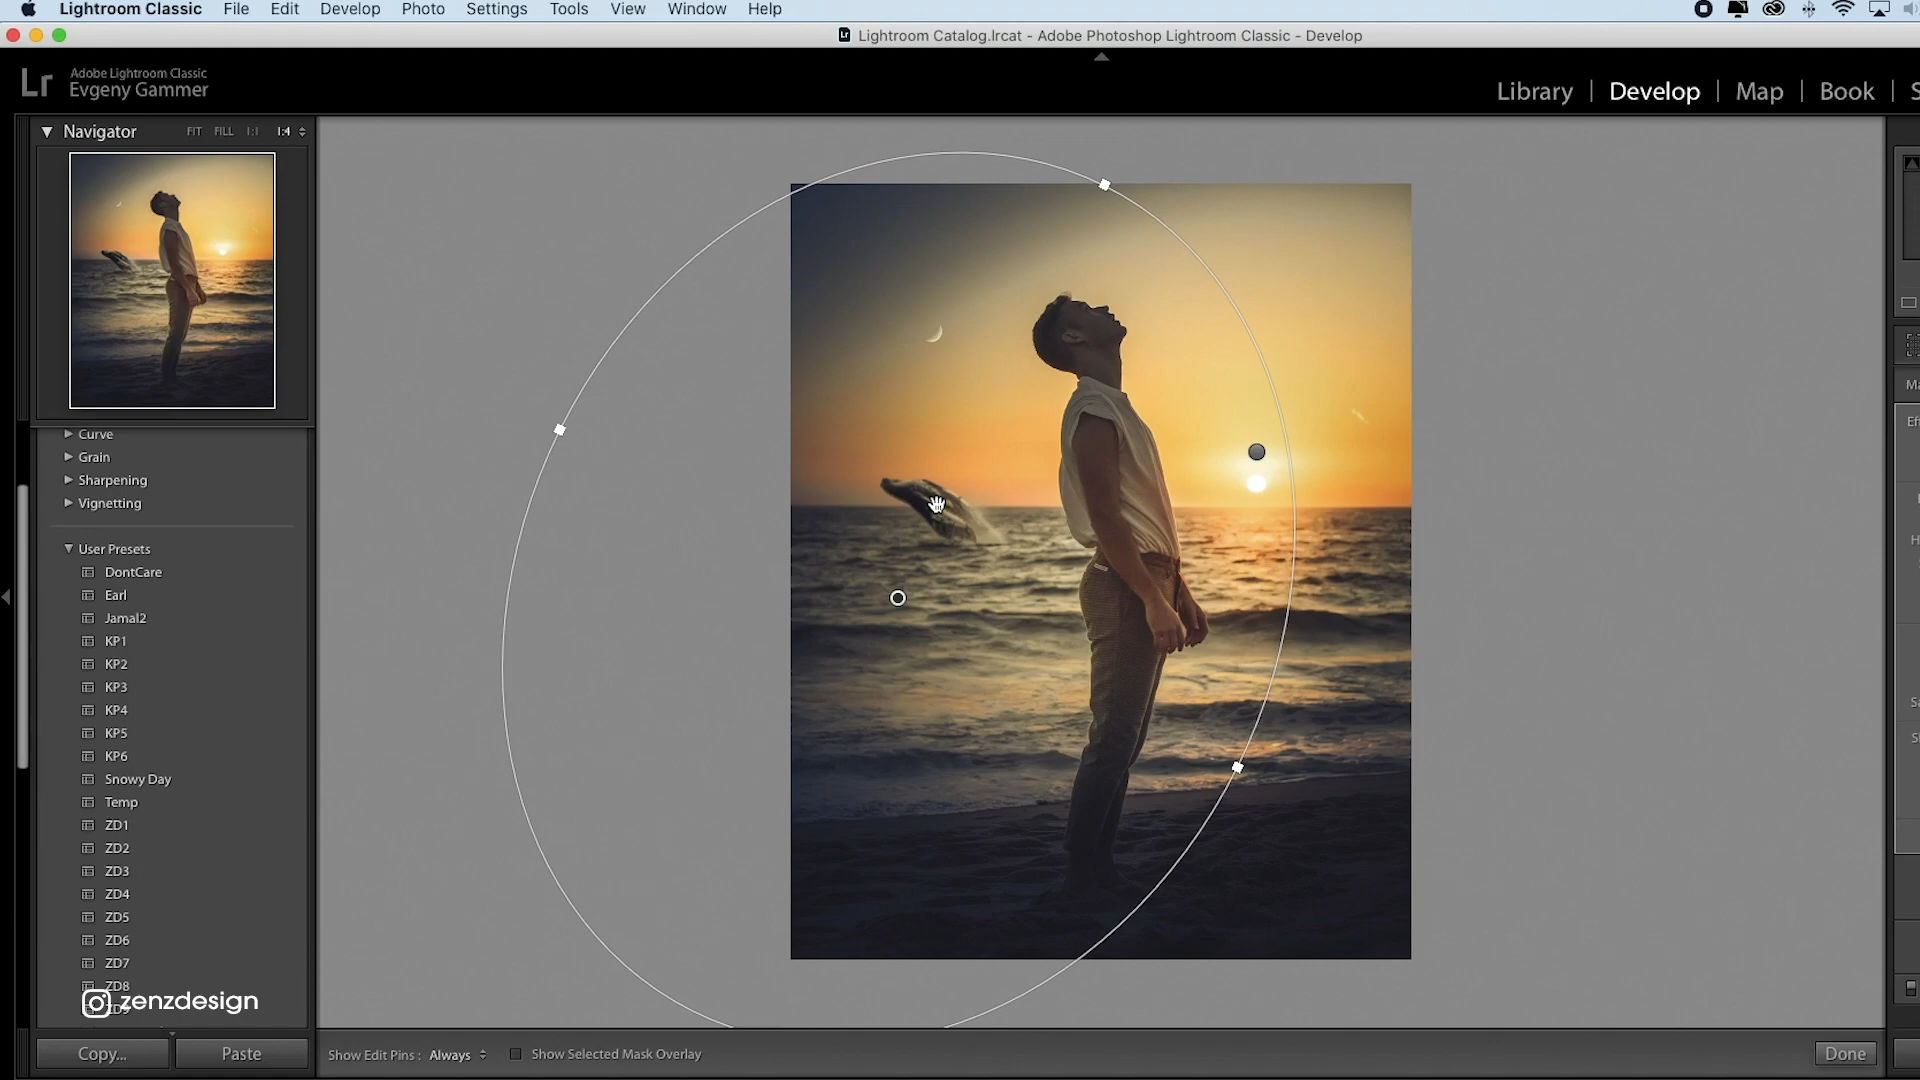 Lightroom Classic File Edit Develop Photo Settings Tools View Window Help
Lightroom Catalog.lrcat - Adobe Photoshop Lightroom Classic - Develop
Lr Adobe Lightroom Classic
Evgeny Gammer
Library | Develop | Map | Book |
Navigator FIT FILL 1:1 1:4
Curve
Grain
Sharpening
Vignetting
User Presets
DontCare
Earl
Jamal2
KP1
KP2
KP3
KP4
KP5
KP6
Snowy Day
Temp
ZD1
ZD2
ZD3
ZD4
ZD5
ZD6
ZD7
ZD8
zenzdesign
Copy... Paste Show Edit Pins : Always Show Selected Mask Overlay Done